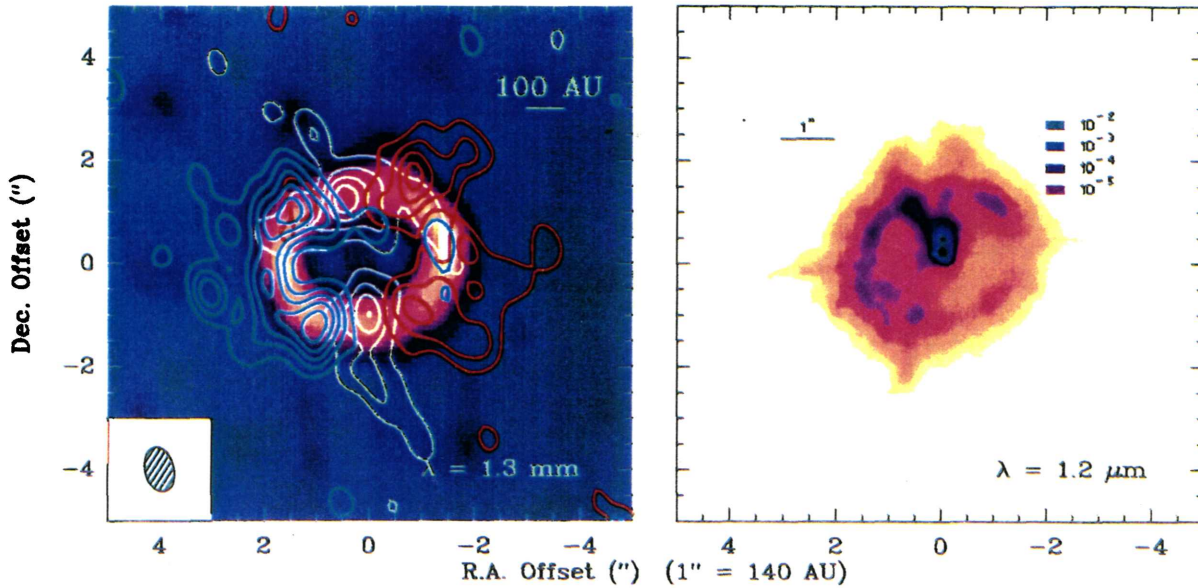 Dec. Offset (")
4
2
0
−2
−4
100 AU
λ = 1.3 mm
4 2 0 −2 −4
1"
10⁻²
10⁻³
10⁻⁴
10⁻⁵
λ = 1.2 μm
4 2 0 −2 −4
R.A. Offset (") (1" = 140 AU)